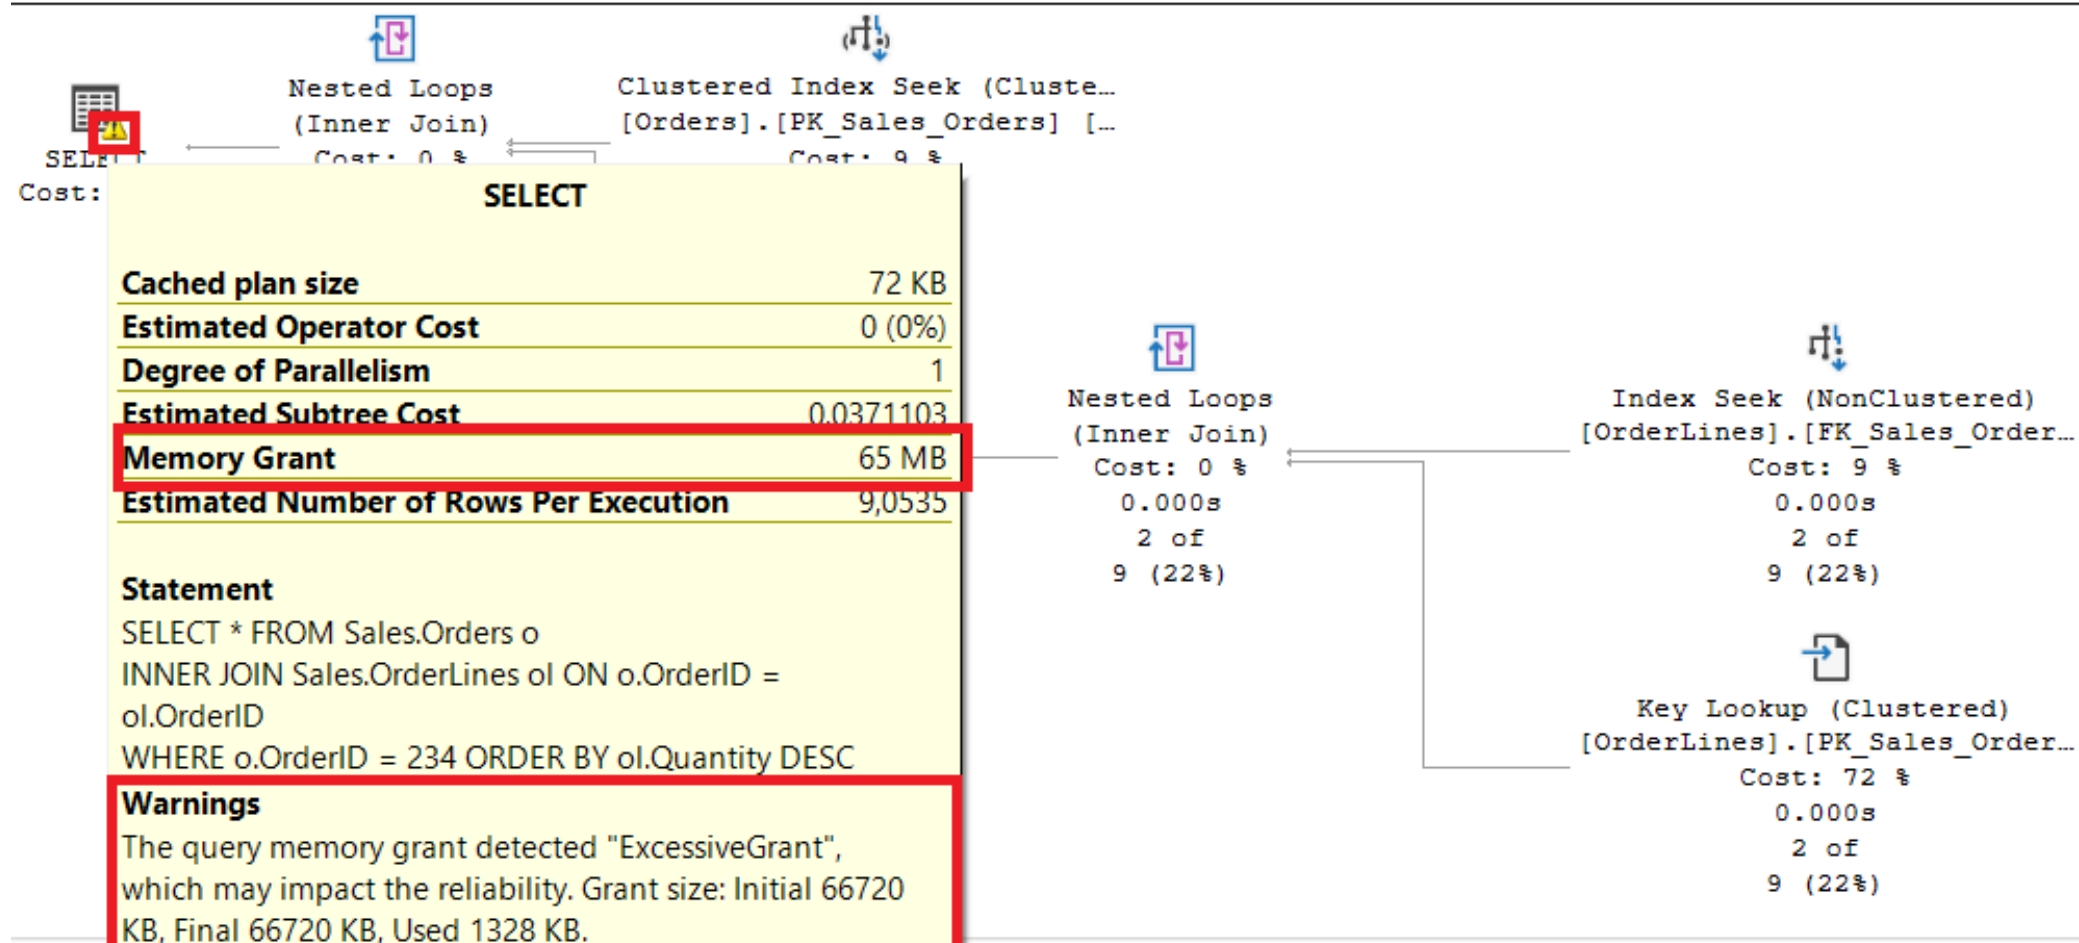 Nested Loops
(Inner Join)
Cost: 0 %
Clustered Index Seek (Cluste…
[Orders].[PK_Sales_Orders] […
Cost: 9 %
SELECT
Cost:
SELECT
Cached plan size 72 KB
Estimated Operator Cost 0 (0%)
Degree of Parallelism 1
Estimated Subtree Cost 0.0371103
Memory Grant 65 MB
Estimated Number of Rows Per Execution 9,0535
Statement
SELECT * FROM Sales.Orders o
INNER JOIN Sales.OrderLines ol ON o.OrderID =
ol.OrderID
WHERE o.OrderID = 234 ORDER BY ol.Quantity DESC
Warnings
The query memory grant detected "ExcessiveGrant",
which may impact the reliability. Grant size: Initial 66720
KB, Final 66720 KB, Used 1328 KB.
Nested Loops
(Inner Join)
Cost: 0 %
0.000s
2 of
9 (22%)
Index Seek (NonClustered)
[OrderLines].[FK_Sales_Order…
Cost: 9 %
0.000s
2 of
9 (22%)
Key Lookup (Clustered)
[OrderLines].[PK_Sales_Order…
Cost: 72 %
0.000s
2 of
9 (22%)